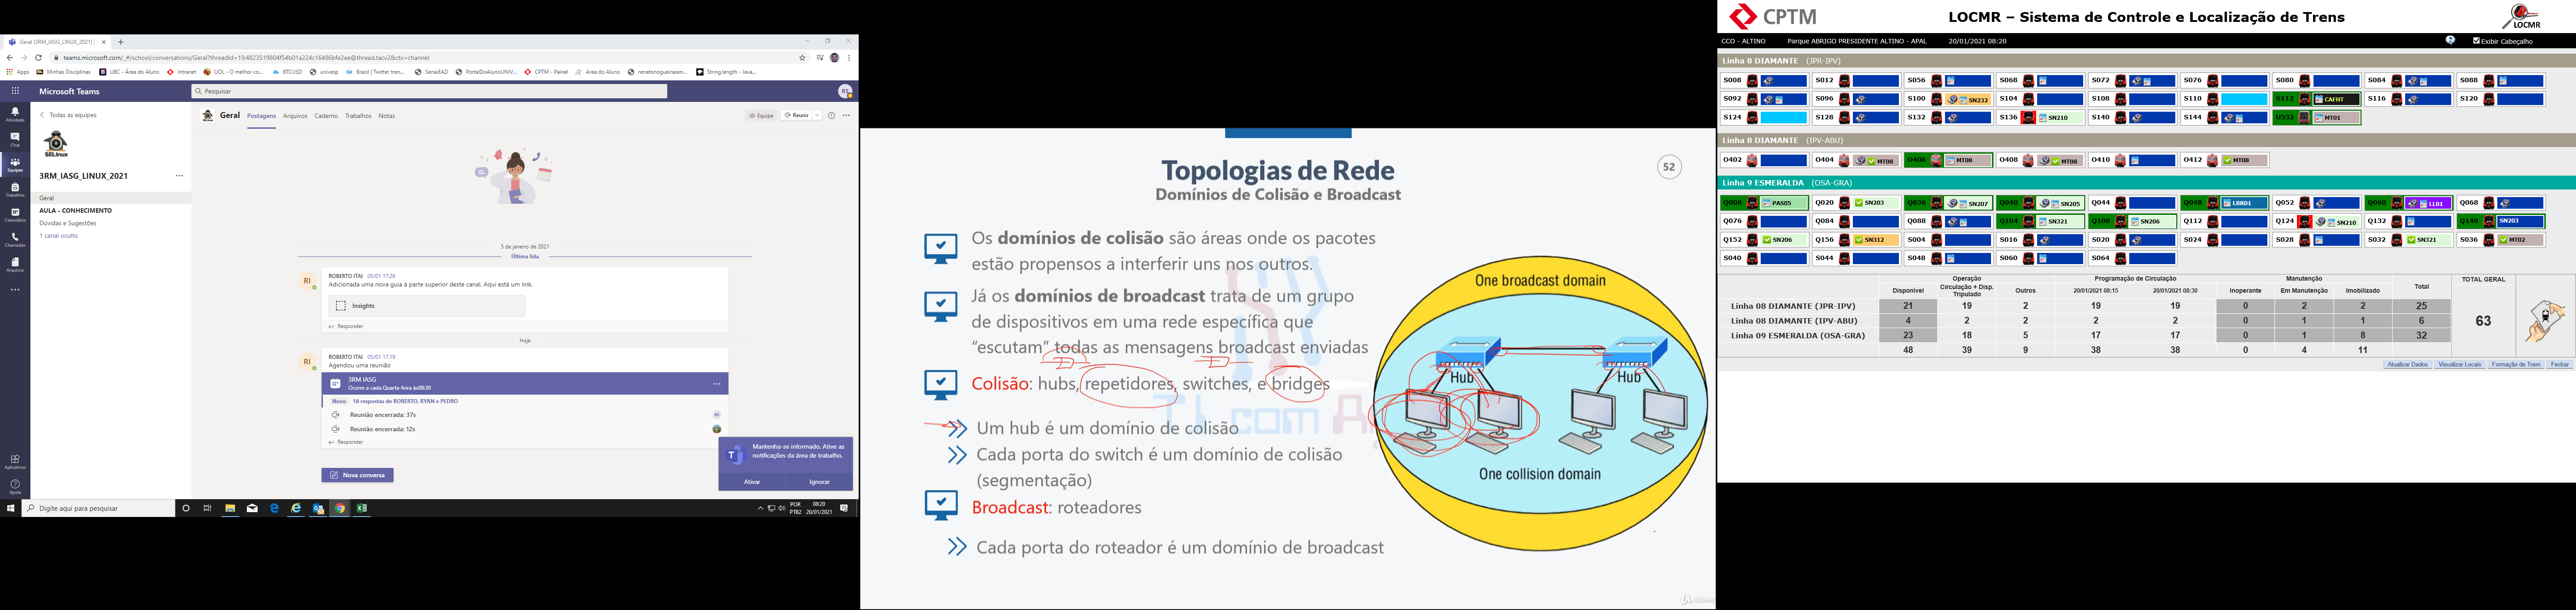 Geral (3RM_IASG_LINUX_2021) :
teams.microsoft.com/_#/school/conversations/Geral?threadId=19:4823519804f54b01a224c16486bfe2ee@thread.tacv2&ctx=channel
Apps
Minhas Disciplinas
UBC - Área do Aluno
Intranet
UOL - O melhor co...
BTCUSD
univesp
Brazil | Twitter tren...
SenaiEAD
PortalDoAlunoUNIV...
CPTM - Painel
Área do Aluno
renatonogueirasen...
String.length - Java...
Microsoft Teams
Pesquisar
RS
Atividade
Chat
Equipes
Trabalhos
Calendário
Chamadas
Arquivos
Aplicativos
Ajuda
Todas as equipes
SELinux
3RM_IASG_LINUX_2021
Geral
AULA - CONHECIMENTO
Dúvidas e Sugestões
1 canal oculto
Geral
Postagens
Arquivos
Caderno
Trabalhos
Notas
Equipe
Reunir
5 de janeiro de 2021
Última lida
RI
ROBERTO ITAI 05/01 17:26
Adicionada uma nova guia à parte superior deste canal. Aqui está um link.
Insights
Responder
Hoje
RI
ROBERTO ITAI 05/01 17:19
Agendou uma reunião
3RM IASG
Ocorre a cada Quarta-feira às08:30
Novo 18 respostas de ROBERTO, RYAN e PEDRO
Reunião encerrada: 37s
Reunião encerrada: 12s
Responder
Nova conversa
Mantenha-se informado. Ative as
notificações da área de trabalho.
Ativar
Ignorar
Digite aqui para pesquisar
POR
PTB2
08:20
20/01/2021
Topologias de Rede
52
Domínios de Colisão e Broadcast
Os domínios de colisão são áreas onde os pacotes
estão propensos a interferir uns nos outros.
Já os domínios de broadcast trata de um grupo
de dispositivos em uma rede específica que
“escutam” todas as mensagens broadcast enviadas
Colisão: hubs, repetidores, switches, e bridges
Um hub é um domínio de colisão
Cada porta do switch é um domínio de colisão
(segmentação)
Broadcast: roteadores
Cada porta do roteador é um domínio de broadcast
One broadcast domain
Hub
Hub
One collision domain
CPTM
LOCMR – Sistema de Controle e Localização de Trens
LOCMR
CCO - ALTINO
Parque ABRIGO PRESIDENTE ALTINO - APAL
20/01/2021 08:20
Exibir Cabeçalho
Linha 8 DIAMANTE (JPR-IPV)
S008 S012 S056 S068 S072 S076 S080 S084 S088
S092 S096 S100 SN232 S104 S108 S110 S112 CAFHT S116 S120
S124 S128 S132 S136 SN210 S140 S144 U532 MT01
Linha 8 DIAMANTE (IPV-ABU)
O402 O404 MT08 O406 MT08 O408 MT08 O410 O412 MT08
Linha 9 ESMERALDA (OSA-GRA)
Q008 PAS05 Q020 SN203 Q036 SN207 Q040 SN205 Q044 Q048 LBR01 Q052 Q060 LL01 Q068
Q076 Q084 Q088 Q104 SN321 Q108 SN206 Q112 Q124 SN210 Q132 Q140 SN203
Q152 SN206 Q156 SN312 S004 S016 S020 S024 S028 S032 SN321 S036 MT02
S040 S044 S048 S060 S064
Operação
Programação de Circulação
Manutenção
TOTAL GERAL
Disponível
Circulação + Disp. Tripulado
Outros
20/01/2021 08:15
20/01/2021 08:30
Inoperante
Em Manutenção
Imobilizado
Total
Linha 08 DIAMANTE (JPR-IPV) 21 19 2 19 19 0 2 2 25
Linha 08 DIAMANTE (IPV-ABU) 4 2 2 2 2 0 1 1 6
Linha 09 ESMERALDA (OSA-GRA) 23 18 5 17 17 0 1 8 32
48 39 9 38 38 0 4 11
63
Atualizar Dados
Visualizar Locais
Formação de Trem
Fechar